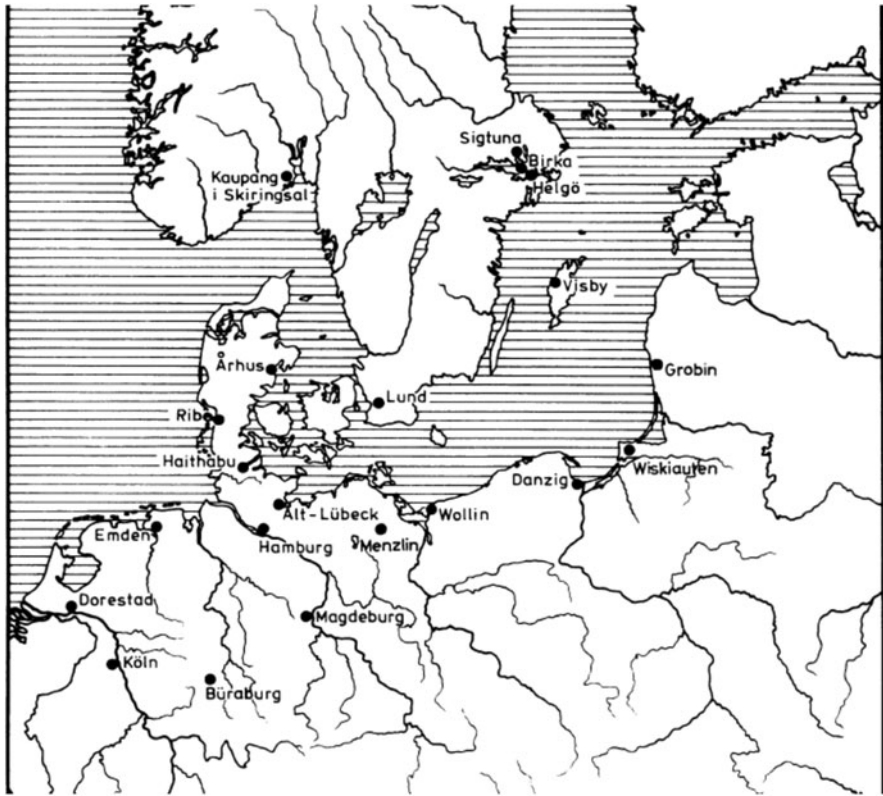 Sigtuna
Birka
Helgö
Kaupang
i Skiringsal
Visby
Århus
Grobin
Lund
Ribe
Haithabu
Wiskiauten
Danzig
Alt-Lübeck
Wollin
Emden
Hamburg
Menzlin
Dorestad
Magdeburg
Köln
Büraburg